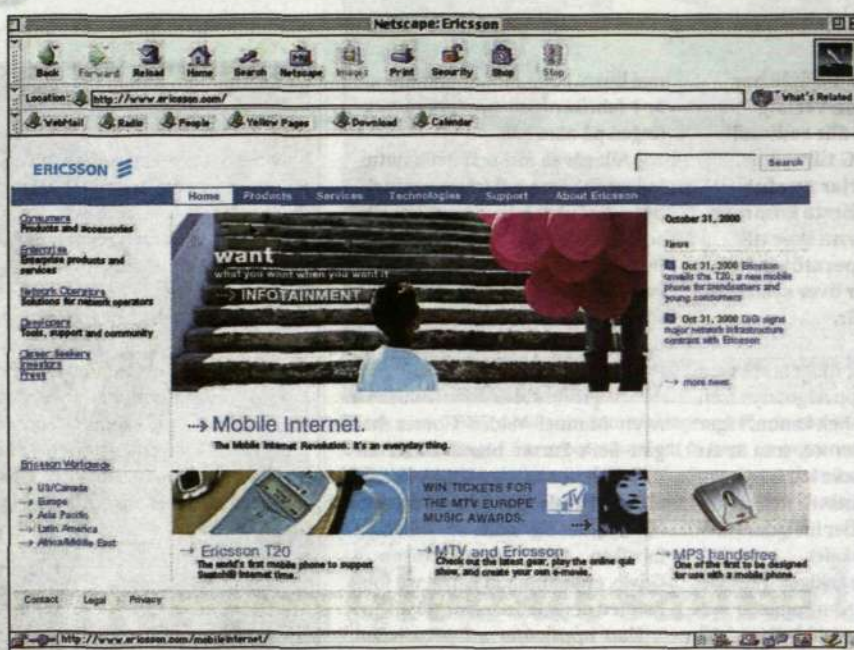 Netscape: Ericsson
Back Forward Reload Home Search Netscape Images Print Security Shop Stop
Location: http://www.ericsson.com/ What's Related
WebMail Radio People Yellow Pages Download Calendar
ERICSSON
Search
Home Products Services Technologies Support About Ericsson
Consumers
Products and accessories
Enterprise
Enterprise products and
services
Network Operators
Solutions for network operators
Developers
Tools, support and community
Career Seekers
Investors
Press
Ericsson Worldwide
→ US/Canada
→ Europe
→ Asia Pacific
→ Latin America
→ Africa/Middle East
Contact Legal Privacy
want
what you want when you want it
→ INFOTAINMENT
October 31, 2000
News
Oct 31, 2000 Ericsson
unveils the T20, a new mobile
phone for trendsetters and
young consumers
Oct 31, 2000 DiGi signs
major network infrastructure
contract with Ericsson
→ more news
→ Mobile Internet.
The Mobile Internet Revolution. It's an everyday thing.
WIN TICKETS FOR
THE MTV EUROPE
MUSIC AWARDS.
MTV
→ Ericsson T20
The world's first mobile phone to support
Swatch Internet time.
→ MTV and Ericsson
Check out the latest gear, play the online quiz
show, and create your own e-movie.
→ MP3 handsfree
One of the first to be designed
for use with a mobile phone.
http://www.ericsson.com/mobileinternet/